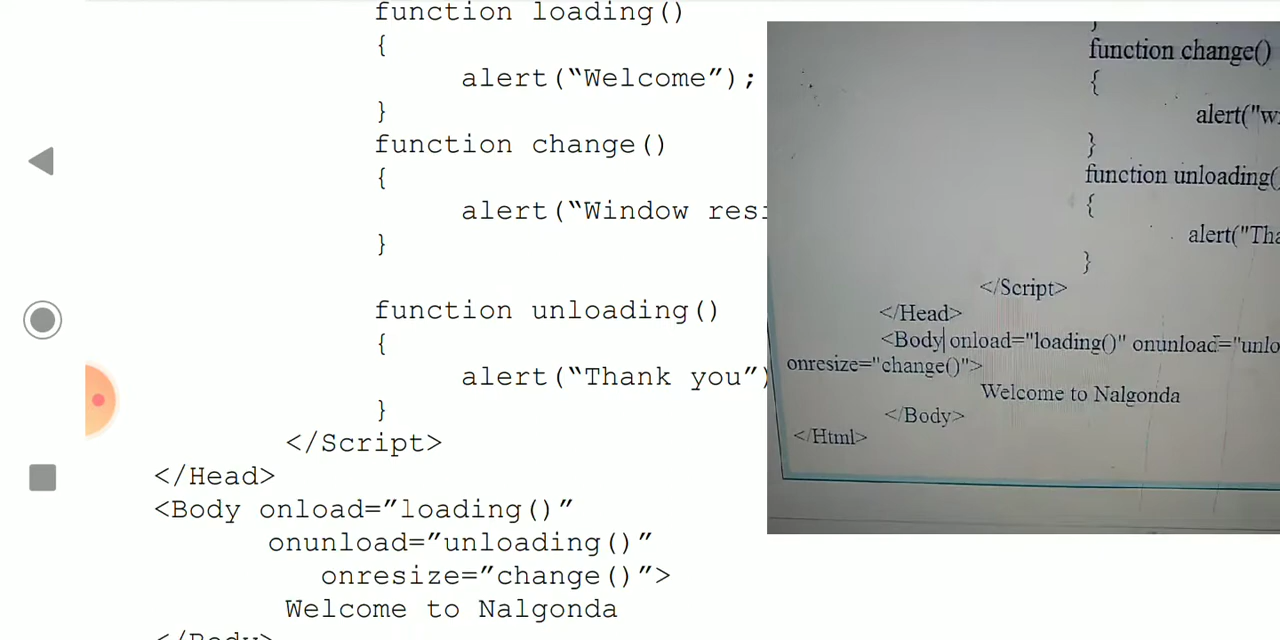 function loading()
{
alert(“Welcome”);
}
function change()
{
alert(“Window
}
function unloading()
{
alert(“Thank you”)
}
</Script>
</Head>
<Body onload=”loading()”
onunload=”unloading()”
onresize=”change()”>
Welcome to Nalgonda
</Body>
}
function change()
{
alert("w
}
function unloading(
{
alert("Tha
}
</Script>
</Head>
<Body onload="loading()" onunload="unlo
onresize="change()">
Welcome to Nalgonda
</Body>
</Html>